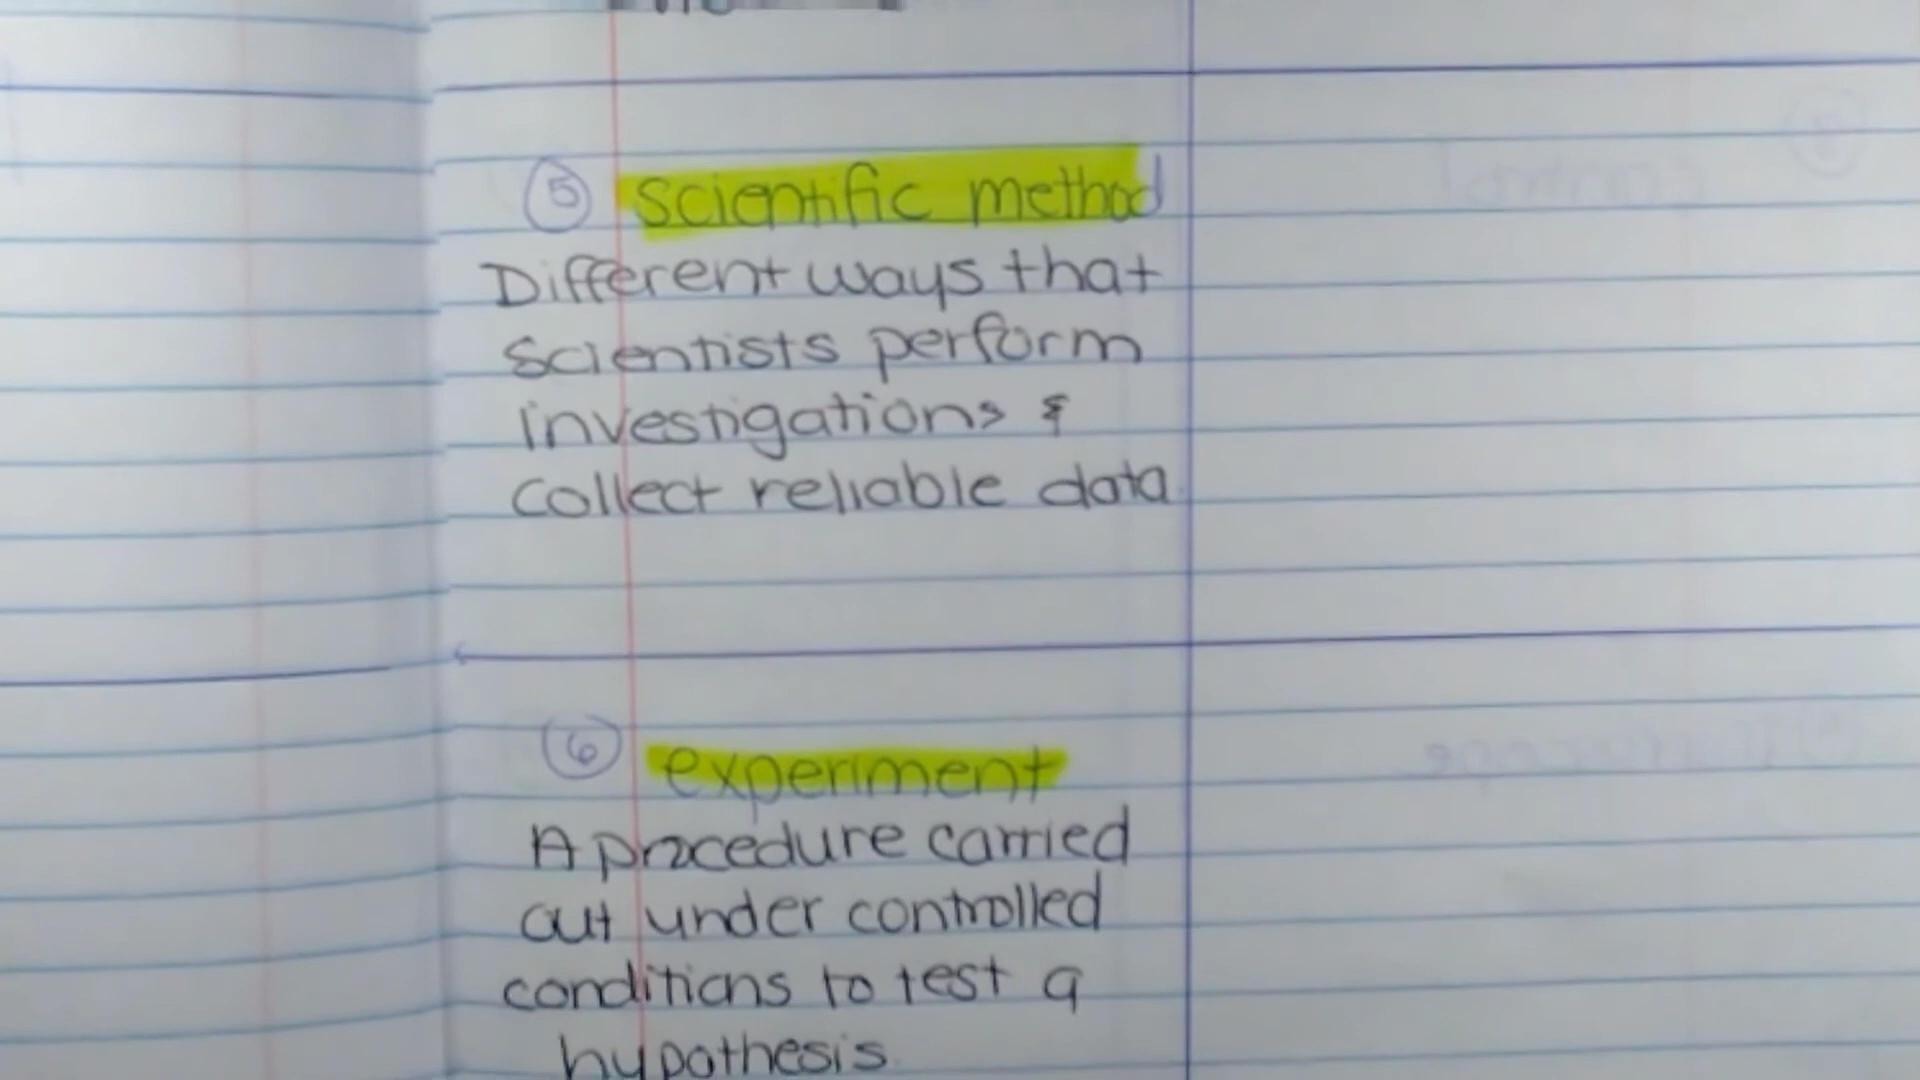 5 scientific method
Different ways that
scientists perform
investigations &
collect reliable data
6 experiment
A procedure carried
out under controlled
conditions to test a
hypothesis